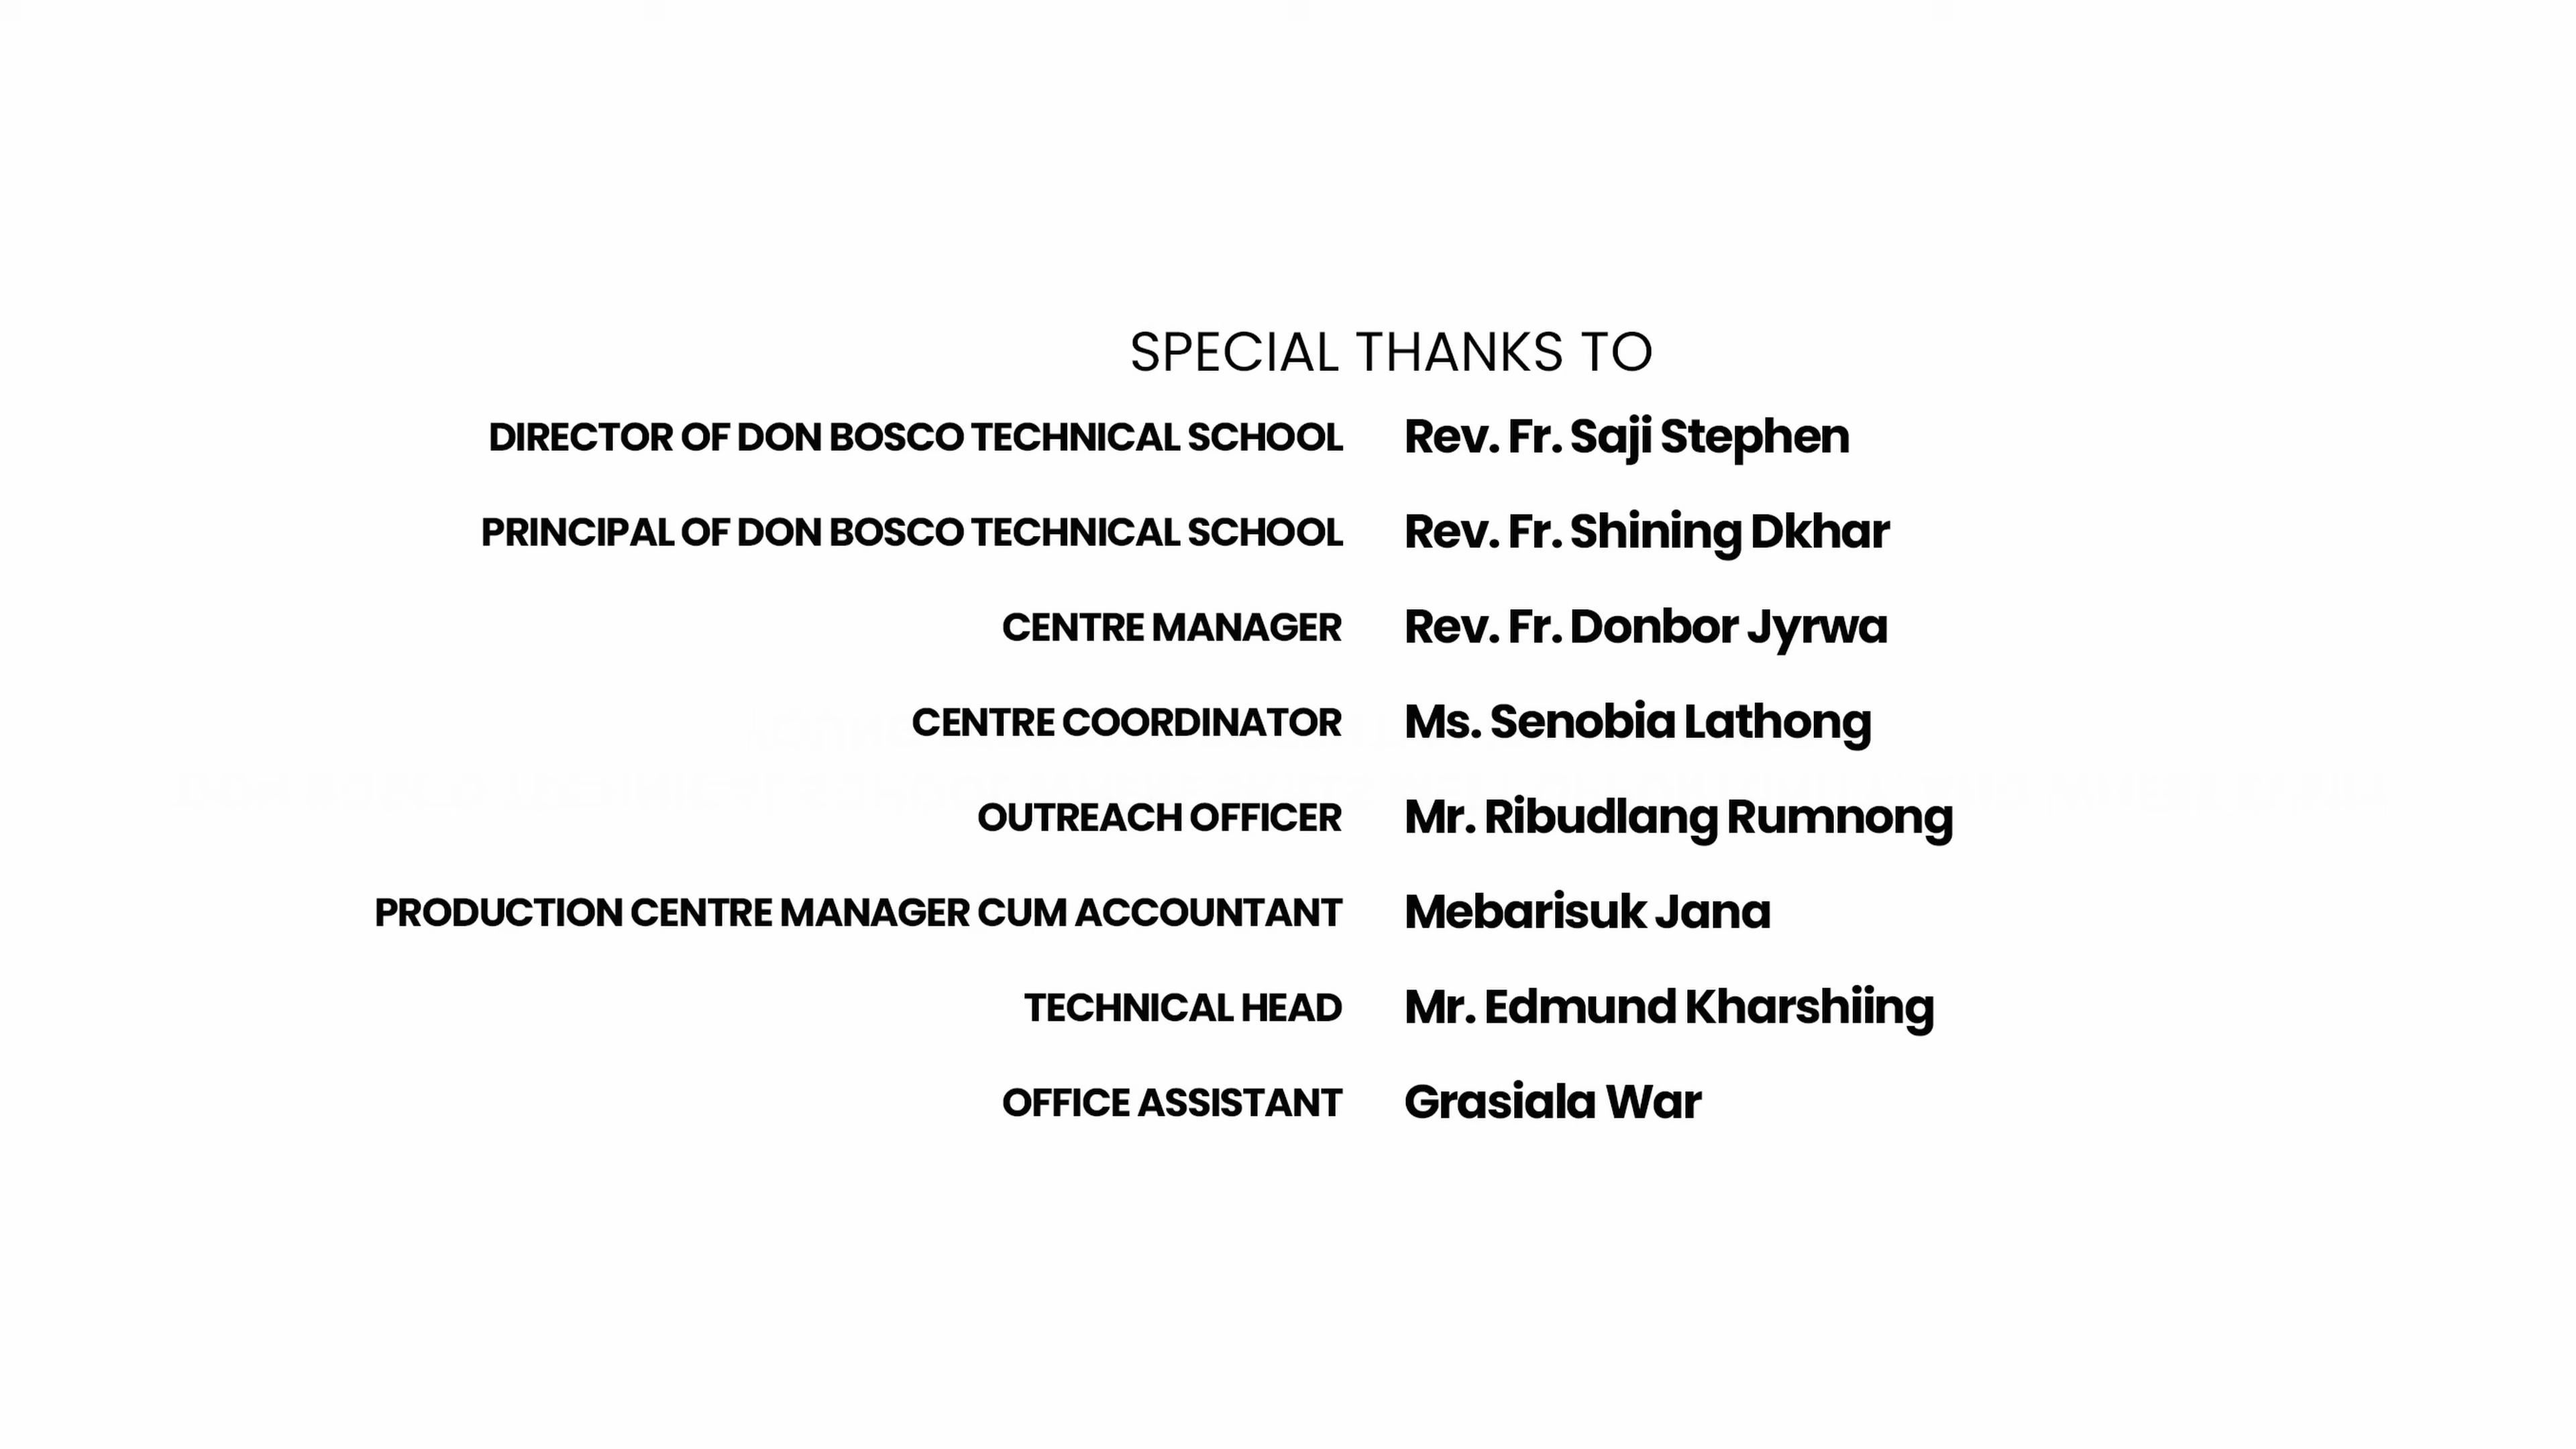 SPECIAL THANKS TO
DIRECTOR OF DON BOSCO TECHNICAL SCHOOL Rev. Fr. Saji Stephen
PRINCIPAL OF DON BOSCO TECHNICAL SCHOOL Rev. Fr. Shining Dkhar
CENTRE MANAGER Rev. Fr. Donbor Jyrwa
CENTRE COORDINATOR Ms. Senobia Lathong
OUTREACH OFFICER Mr. Ribudlang Rumnong
PRODUCTION CENTRE MANAGER CUM ACCOUNTANT Mebarisuk Jana
TECHNICAL HEAD Mr. Edmund Kharshiing
OFFICE ASSISTANT Grasiala War